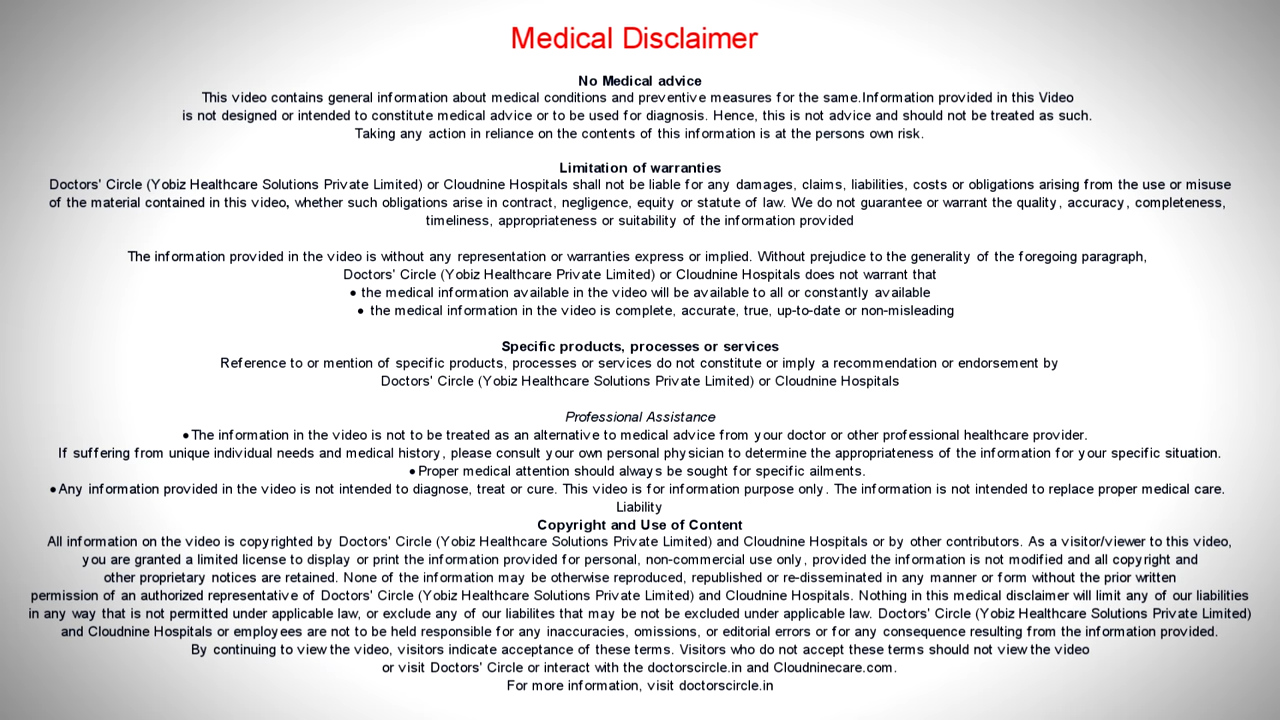 Medical Disclaimer
No Medical advice
This video contains general information about medical conditions and preventive measures for the same.Information provided in this Video
is not designed or intended to constitute medical advice or to be used for diagnosis. Hence, this is not advice and should not be treated as such.
Taking any action in reliance on the contents of this information is at the persons own risk.
Limitation of warranties
Doctors' Circle (Yobiz Healthcare Solutions Private Limited) or Cloudnine Hospitals shall not be liable for any damages, claims, liabilities, costs or obligations arising from the use or misuse
of the material contained in this video, whether such obligations arise in contract, negligence, equity or statute of law. We do not guarantee or warrant the quality, accuracy, completeness,
timeliness, appropriateness or suitability of the information provided
The information provided in the video is without any representation or warranties express or implied. Without prejudice to the generality of the foregoing paragraph,
Doctors' Circle (Yobiz Healthcare Private Limited) or Cloudnine Hospitals does not warrant that
• the medical information available in the video will be available to all or constantly available
• the medical information in the video is complete, accurate, true, up-to-date or non-misleading
Specific products, processes or services
Reference to or mention of specific products, processes or services do not constitute or imply a recommendation or endorsement by
Doctors' Circle (Yobiz Healthcare Solutions Private Limited) or Cloudnine Hospitals
Professional Assistance
•The information in the video is not to be treated as an alternative to medical advice from your doctor or other professional healthcare provider.
If suffering from unique individual needs and medical history, please consult your own personal physician to determine the appropriateness of the information for your specific situation.
•Proper medical attention should always be sought for specific ailments.
•Any information provided in the video is not intended to diagnose, treat or cure. This video is for information purpose only. The information is not intended to replace proper medical care.
Liability
Copyright and Use of Content
All information on the video is copyrighted by Doctors' Circle (Yobiz Healthcare Solutions Private Limited) and Cloudnine Hospitals or by other contributors. As a visitor/viewer to this video,
you are granted a limited license to display or print the information provided for personal, non-commercial use only, provided the information is not modified and all copyright and
other proprietary notices are retained. None of the information may be otherwise reproduced, republished or re-disseminated in any manner or form without the prior written
permission of an authorized representative of Doctors' Circle (Yobiz Healthcare Solutions Private Limited) and Cloudnine Hospitals. Nothing in this medical disclaimer will limit any of our liabilities
in any way that is not permitted under applicable law, or exclude any of our liabilites that may be not be excluded under applicable law. Doctors' Circle (Yobiz Healthcare Solutions Private Limited)
and Cloudnine Hospitals or employees are not to be held responsible for any inaccuracies, omissions, or editorial errors or for any consequence resulting from the information provided.
By continuing to view the video, visitors indicate acceptance of these terms. Visitors who do not accept these terms should not view the video
or visit Doctors' Circle or interact with the doctorscircle.in and Cloudninecare.com.
For more information, visit doctorscircle.in